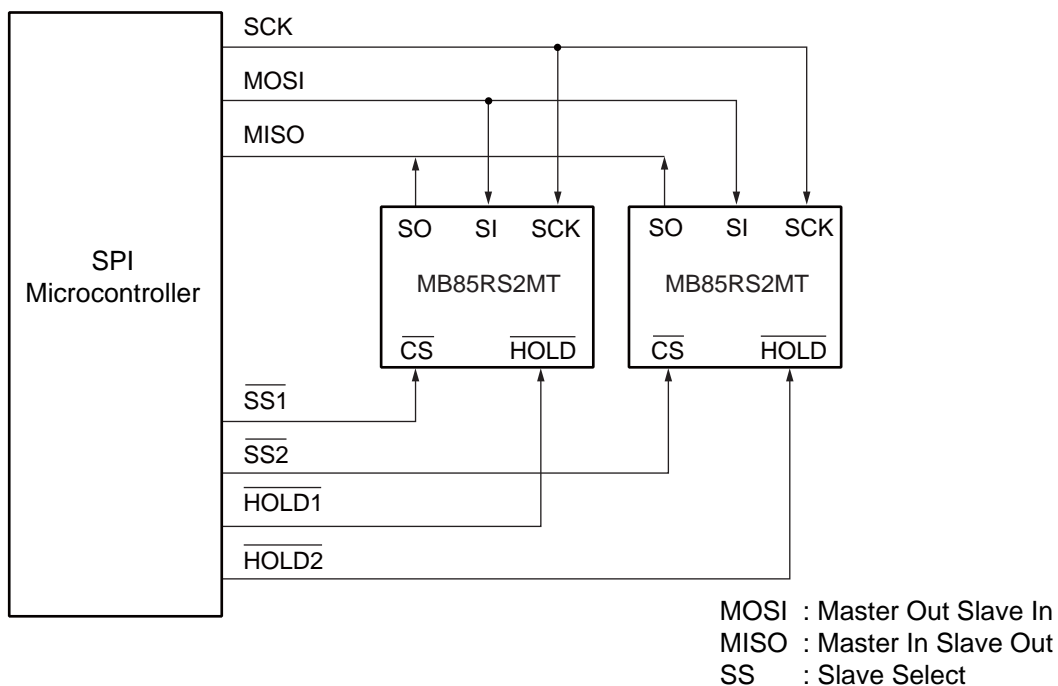 SCK
MOSI
MISO
SO SI SCK
SO SI SCK
SPI
Microcontroller
MB85RS2MT
MB85RS2MT
CS HOLD
CS HOLD
SS1
SS2
HOLD1
HOLD2
MOSI : Master Out Slave In
MISO : Master In Slave Out
SS : Slave Select